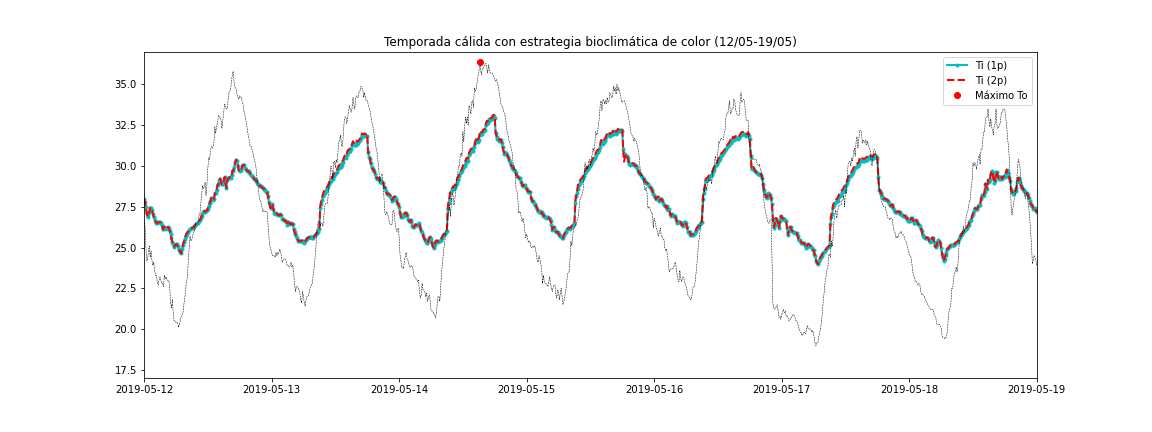 Temporada cálida con estrategia bioclimática de color (12/05-19/05)
Ti (1p)
Ti (2p)
Máximo To
35.0
32.5
30.0
27.5
25.0
22.5
20.0
17.5
2019-05-12 2019-05-13 2019-05-14 2019-05-15 2019-05-16 2019-05-17 2019-05-18 2019-05-19